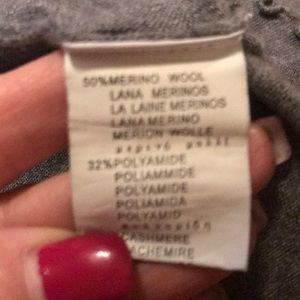 50%MERINO WOOL
LANA MERINOS
LA LAINE MERINOS
LANA MERINO
MERION WOLLE
32%POLYAMIDE
POLIAMMIDE
POLYAMIDE
POLIAMIDA
POLYAMID
CASHMERE
CACHEMIRE